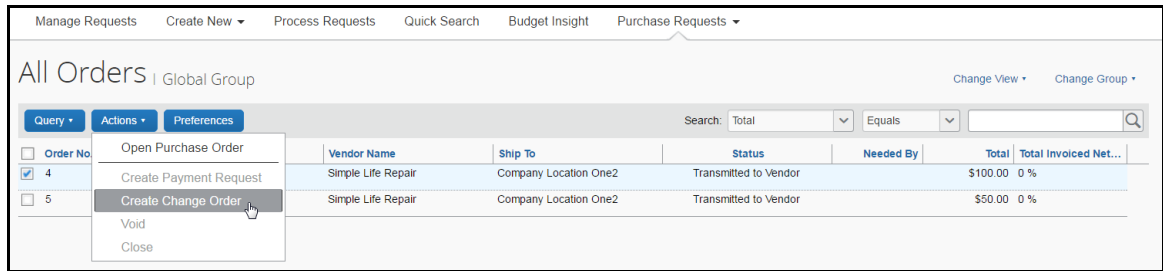 Manage Requests Create New Process Requests Quick Search Budget Insight Purchase Requests
All Orders | Global Group Change View Change Group
Query Actions Preferences Search: Total Equals
Order No. Vendor Name Ship To Status Needed By Total Total Invoiced Net...
4 Simple Life Repair Company Location One2 Transmitted to Vendor $100.00 0 %
5 Simple Life Repair Company Location One2 Transmitted to Vendor $50.00 0 %
Open Purchase Order
Create Payment Request
Create Change Order
Void
Close